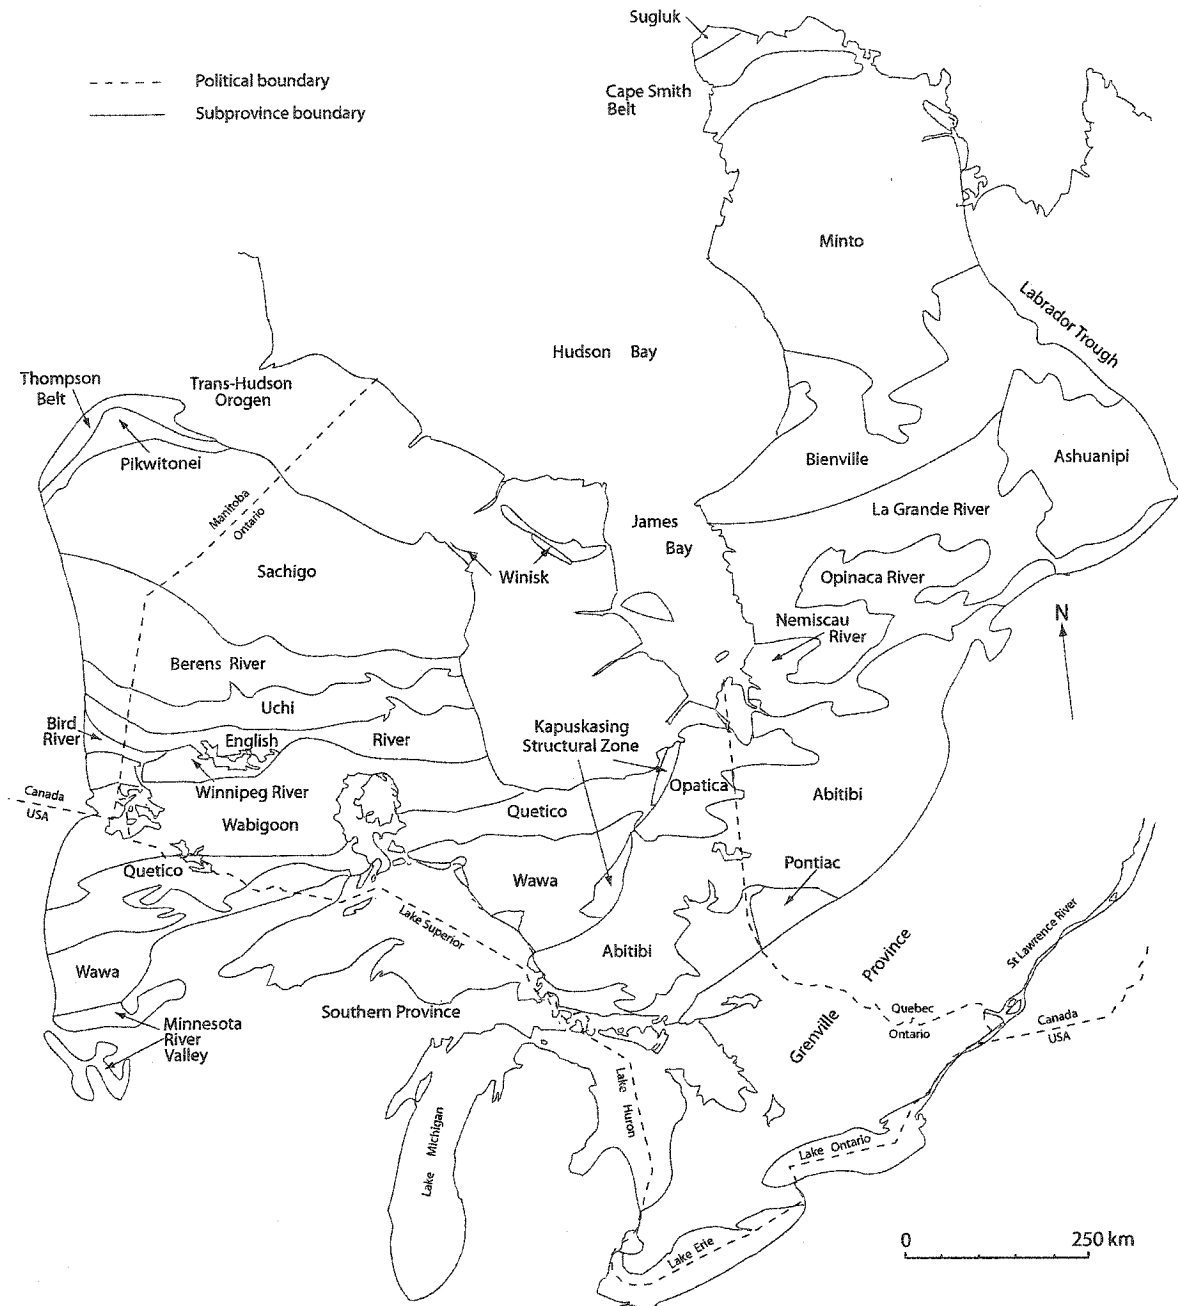 Sugluk
Political boundary
Cape Smith
Belt
Subprovince boundary
Minto
Labrador Trough
Hudson Bay
Thompson
Belt
Trans-Hudson
Orogen
Pikwitonei
Bienville
Ashuanipi
Manitoba
Ontario
La Grande River
James
Bay
Sachigo
Winisk
Opinaca River
Nemiscau
River
N
Berens River
Uchi
Bird
River
English
River
Kapuskasing
Structural Zone
Winnipeg River
Opatica
Abitibi
Canada
USA
Wabigoon
Quetico
Quetico
Wawa
Pontiac
Lake Superior
Abitibi
Province
St Lawrence River
Wawa
Southern Province
Minnesota
River
Valley
Grenville
Quebec
Ontario
Canada
USA
Lake Huron
Lake Michigan
Lake Ontario
Lake Erie
0 250 km